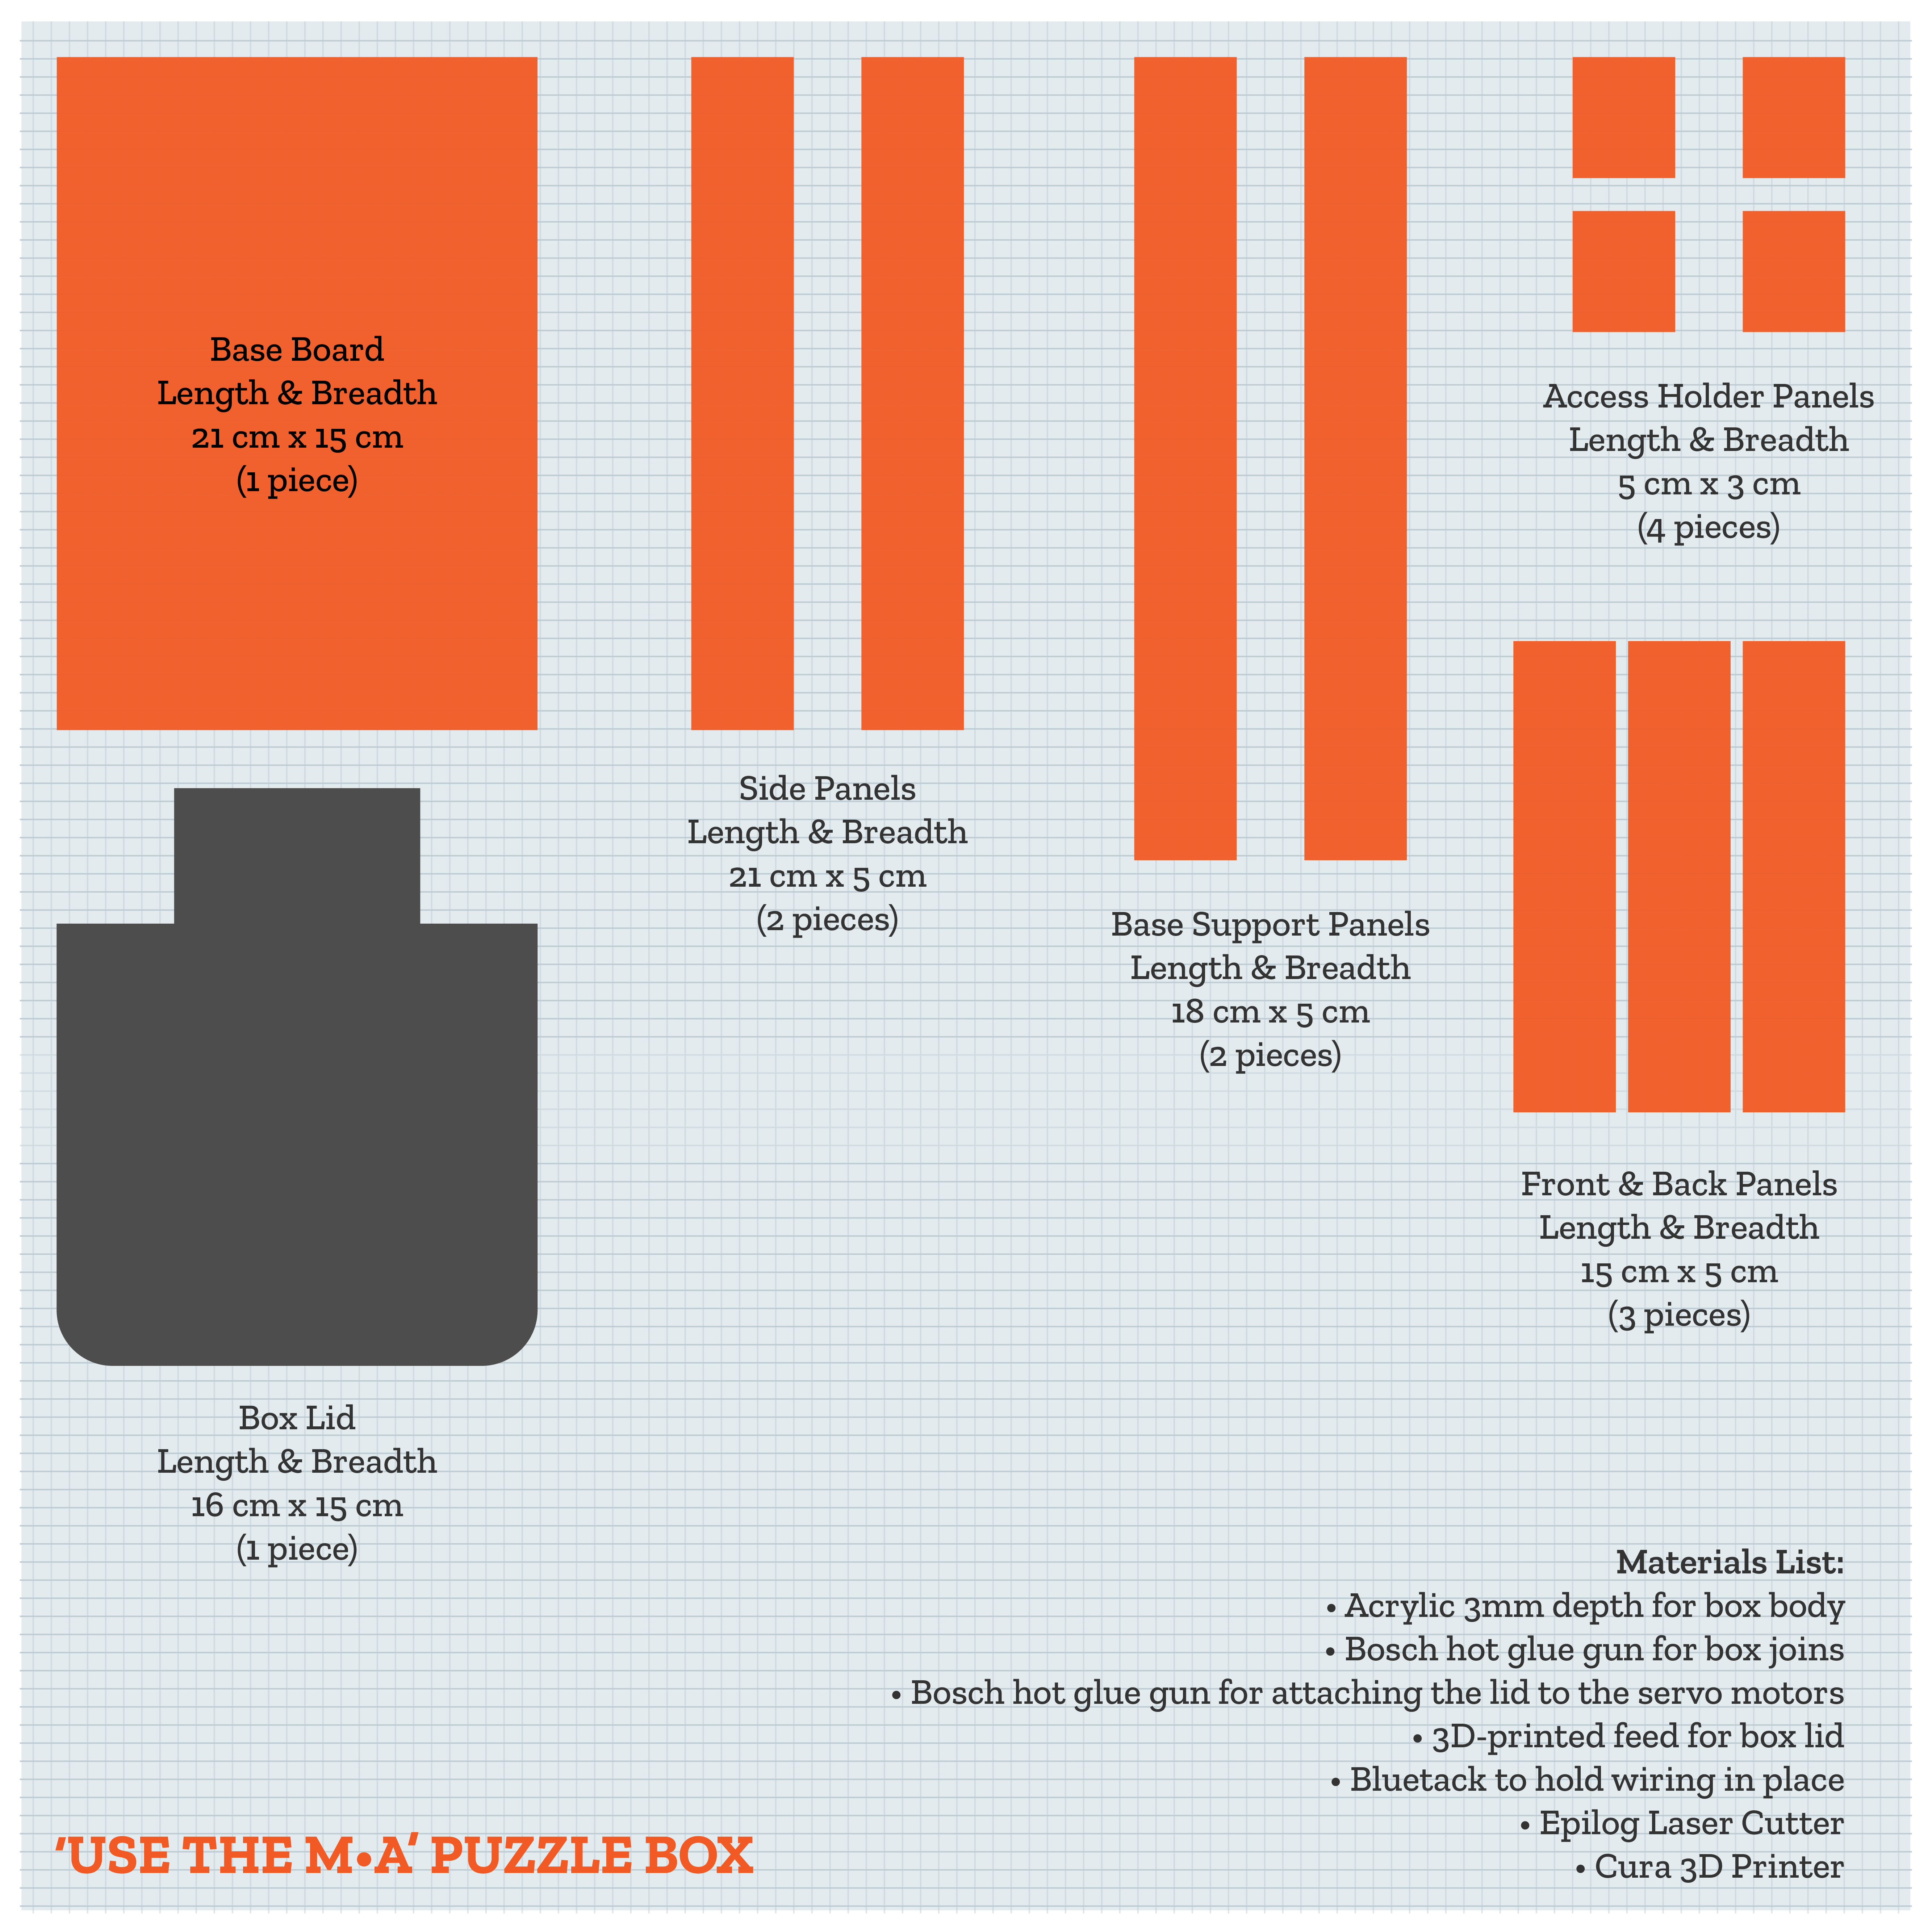 Base Board
Length & Breadth
21 cm x 15 cm
(1 piece)
Side Panels
Length & Breadth
21 cm x 5 cm
(2 pieces)
Base Support Panels
Length & Breadth
18 cm x 5 cm
(2 pieces)
Access Holder Panels
Length & Breadth
5 cm x 3 cm
(4 pieces)
Front & Back Panels
Length & Breadth
15 cm x 5 cm
(3 pieces)
Box Lid
Length & Breadth
16 cm x 15 cm
(1 piece)
Materials List:
• Acrylic 3mm depth for box body
• Bosch hot glue gun for box joins
• Bosch hot glue gun for attaching the lid to the servo motors
• 3D-printed feed for box lid
• Bluetack to hold wiring in place
• Epilog Laser Cutter
• Cura 3D Printer
'USE THE M•A' PUZZLE BOX